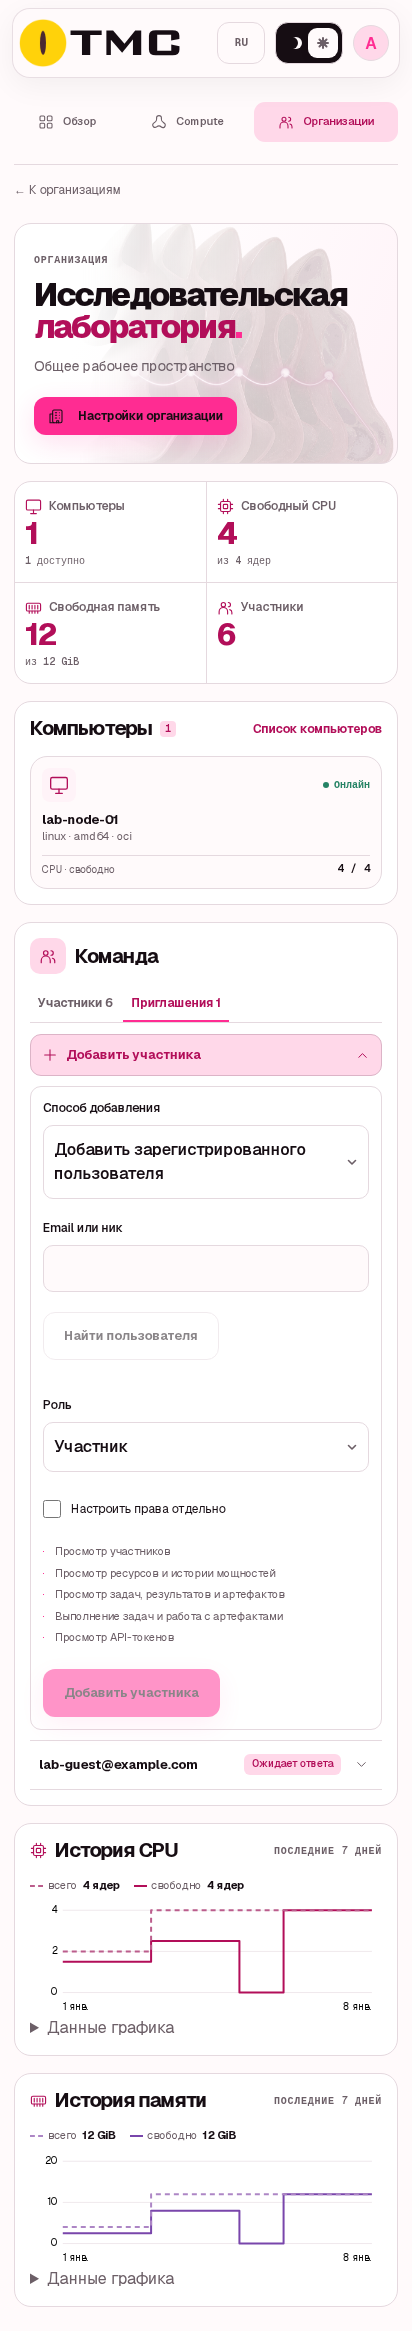 TMC
RU
A
Обзор
Compute
Организации
← К организациям
ОРГАНИЗАЦИЯ
Исследовательская
лаборатория.
Общее рабочее пространство
Настройки организации
Компьютеры
1
1 доступно
Свободный CPU
4
из 4 ядер
Свободная память
12
из 12 GiB
Участники
6
Компьютеры 1
Список компьютеров
Онлайн
lab-node-01
linux · amd64 · oci
CPU · свободно
4 / 4
Команда
Участники 6
Приглашения 1
Добавить участника
Способ добавления
Добавить зарегистрированного
пользователя
Email или ник
Найти пользователя
Роль
Участник
Настроить права отдельно
· Просмотр участников
· Просмотр ресурсов и истории мощностей
· Просмотр задач, результатов и артефактов
· Выполнение задач и работа с артефактами
· Просмотр API-токенов
Добавить участника
lab-guest@example.com
Ожидает ответа
История CPU
ПОСЛЕДНИЕ 7 ДНЕЙ
всего 4 ядер
свободно 4 ядер
4
2
0
1 янв.
8 янв.
Данные графика
История памяти
ПОСЛЕДНИЕ 7 ДНЕЙ
всего 12 GiB
свободно 12 GiB
20
10
0
1 янв.
8 янв.
Данные графика